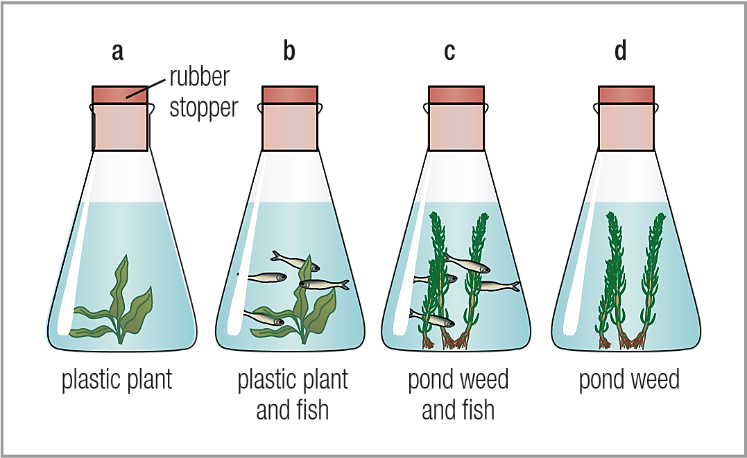 a
b
c
d
rubber
stopper
plastic plant
plastic plant
and fish
pond weed
and fish
pond weed